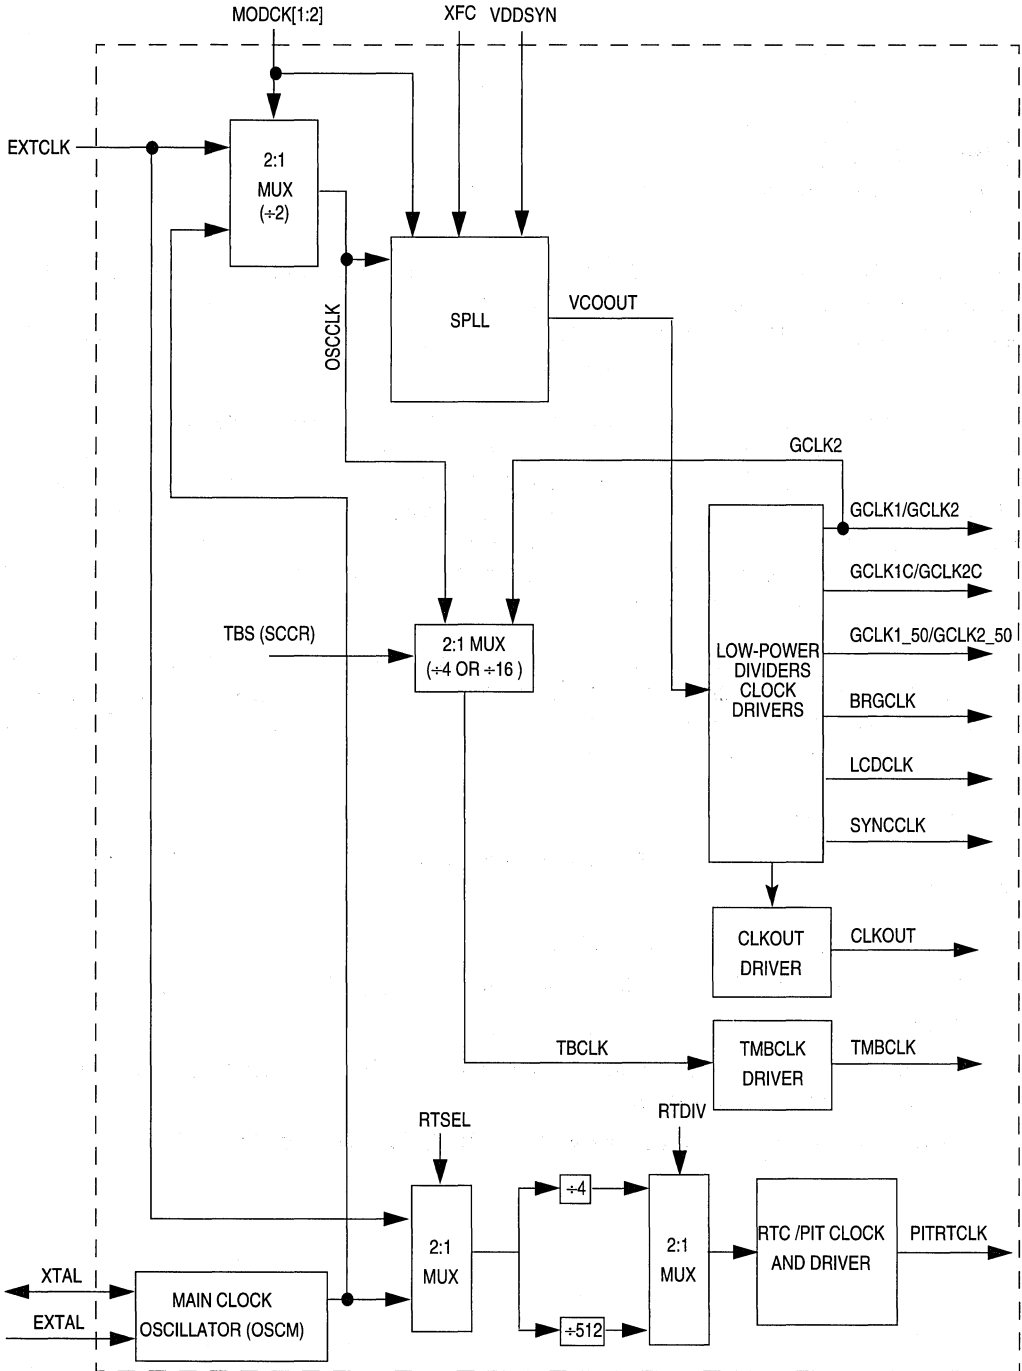 MODCK[1:2]
XFC
VDDSYN
EXTCLK
2:1
MUX
(÷2)
OSCCLK
SPLL
VCOOUT
GCLK2
GCLK1/GCLK2
GCLK1C/GCLK2C
GCLK1_50/GCLK2_50
BRGCLK
LCDCLK
SYNCCLK
TBS (SCCR)
2:1 MUX
(÷4 OR ÷16 )
LOW-POWER
DIVIDERS
CLOCK
DRIVERS
CLKOUT
DRIVER
CLKOUT
TBCLK
TMBCLK
DRIVER
TMBCLK
RTSEL
RTDIV
2:1
MUX
÷4
÷512
2:1
MUX
RTC /PIT CLOCK
AND DRIVER
PITRTCLK
XTAL
EXTAL
MAIN CLOCK
OSCILLATOR (OSCM)